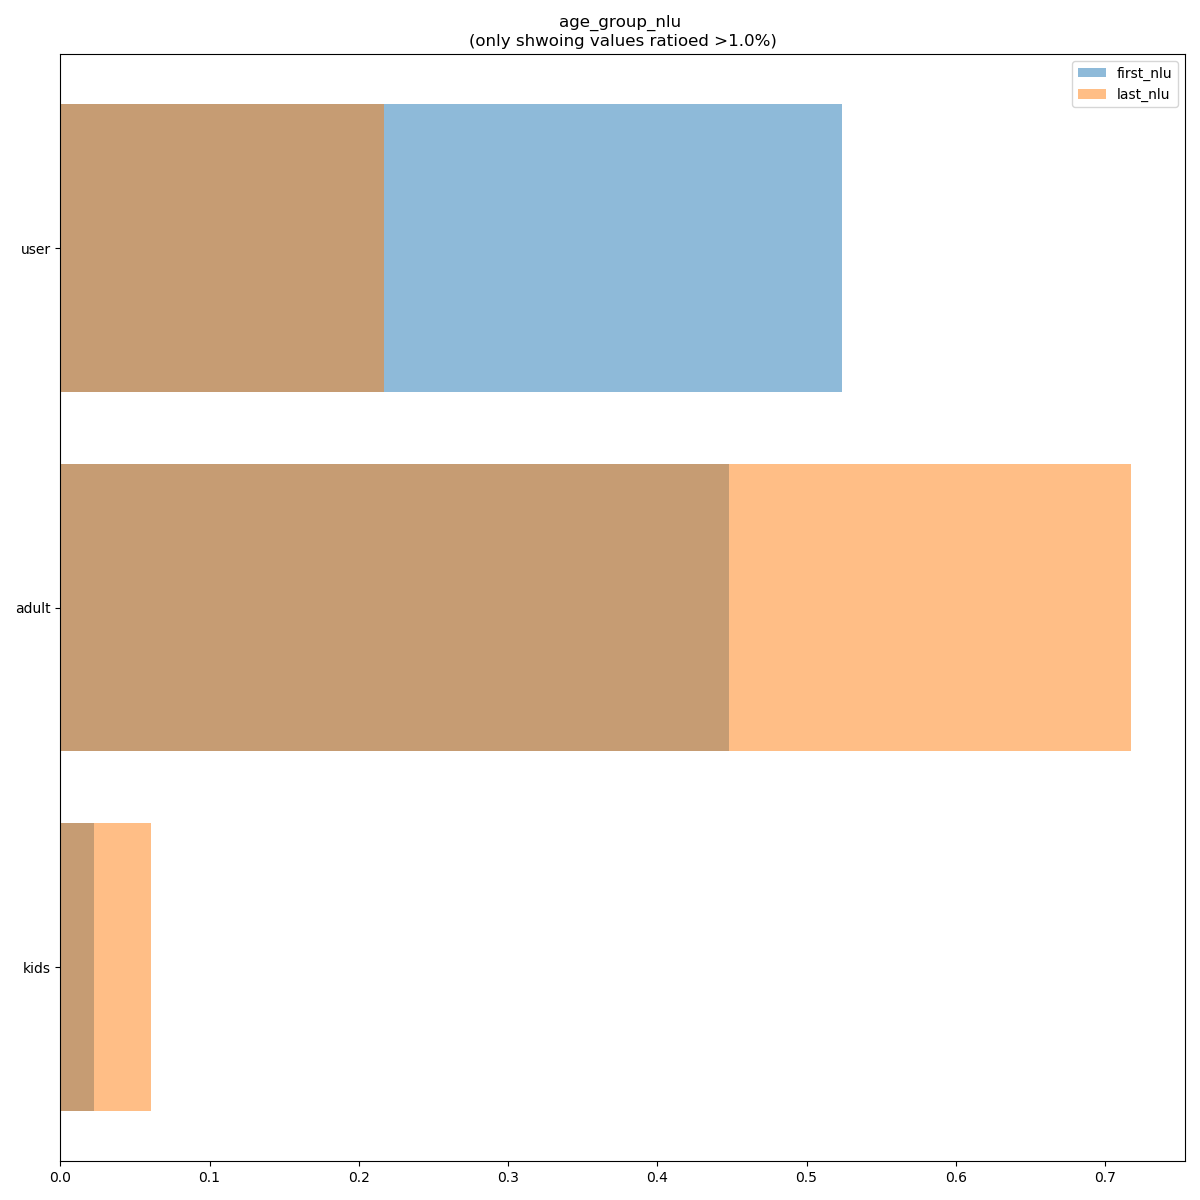 age_group_nlu
(only shwoing values ratioed >1.0%)
first_nlu
last_nlu
user
adult
kids
0.0 0.1 0.2 0.3 0.4 0.5 0.6 0.7